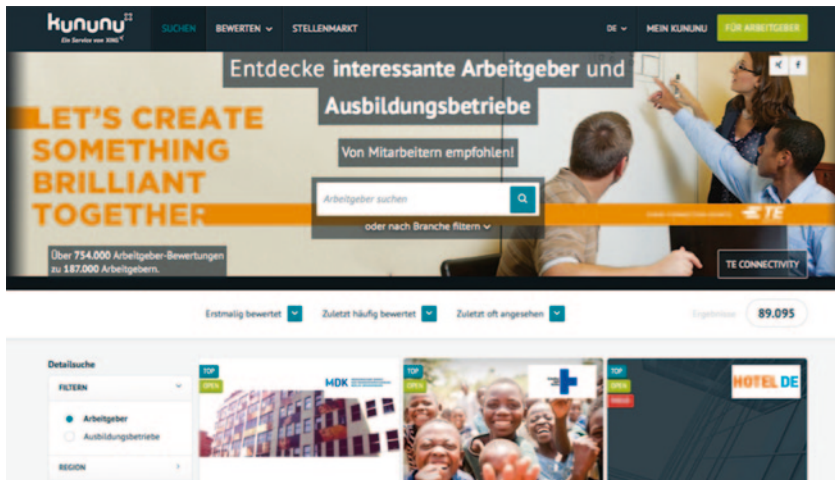 kununu
Ein Service von XING
SUCHEN
BEWERTEN
STELLENMARKT
DE
MEIN KUNUNU
FÜR ARBEITGEBER
Entdecke interessante Arbeitgeber und
Ausbildungsbetriebe
Von Mitarbeitern empfohlen!
LET'S CREATE
SOMETHING
BRILLIANT
TOGETHER
Arbeitgeber suchen
oder nach Branche filtern
TE
Über 754.000 Arbeitgeber-Bewertungen
zu 187.000 Arbeitgebern.
TE CONNECTIVITY
Erstmalig bewertet
Zuletzt häufig bewertet
Zuletzt oft angesehen
Ergebnisse
89.095
Detailsuche
FILTERN
Arbeitgeber
Ausbildungsbetriebe
REGION
TOP
OPEN
MDK
TOP
OPEN
TOP
OPEN
HOTEL DE